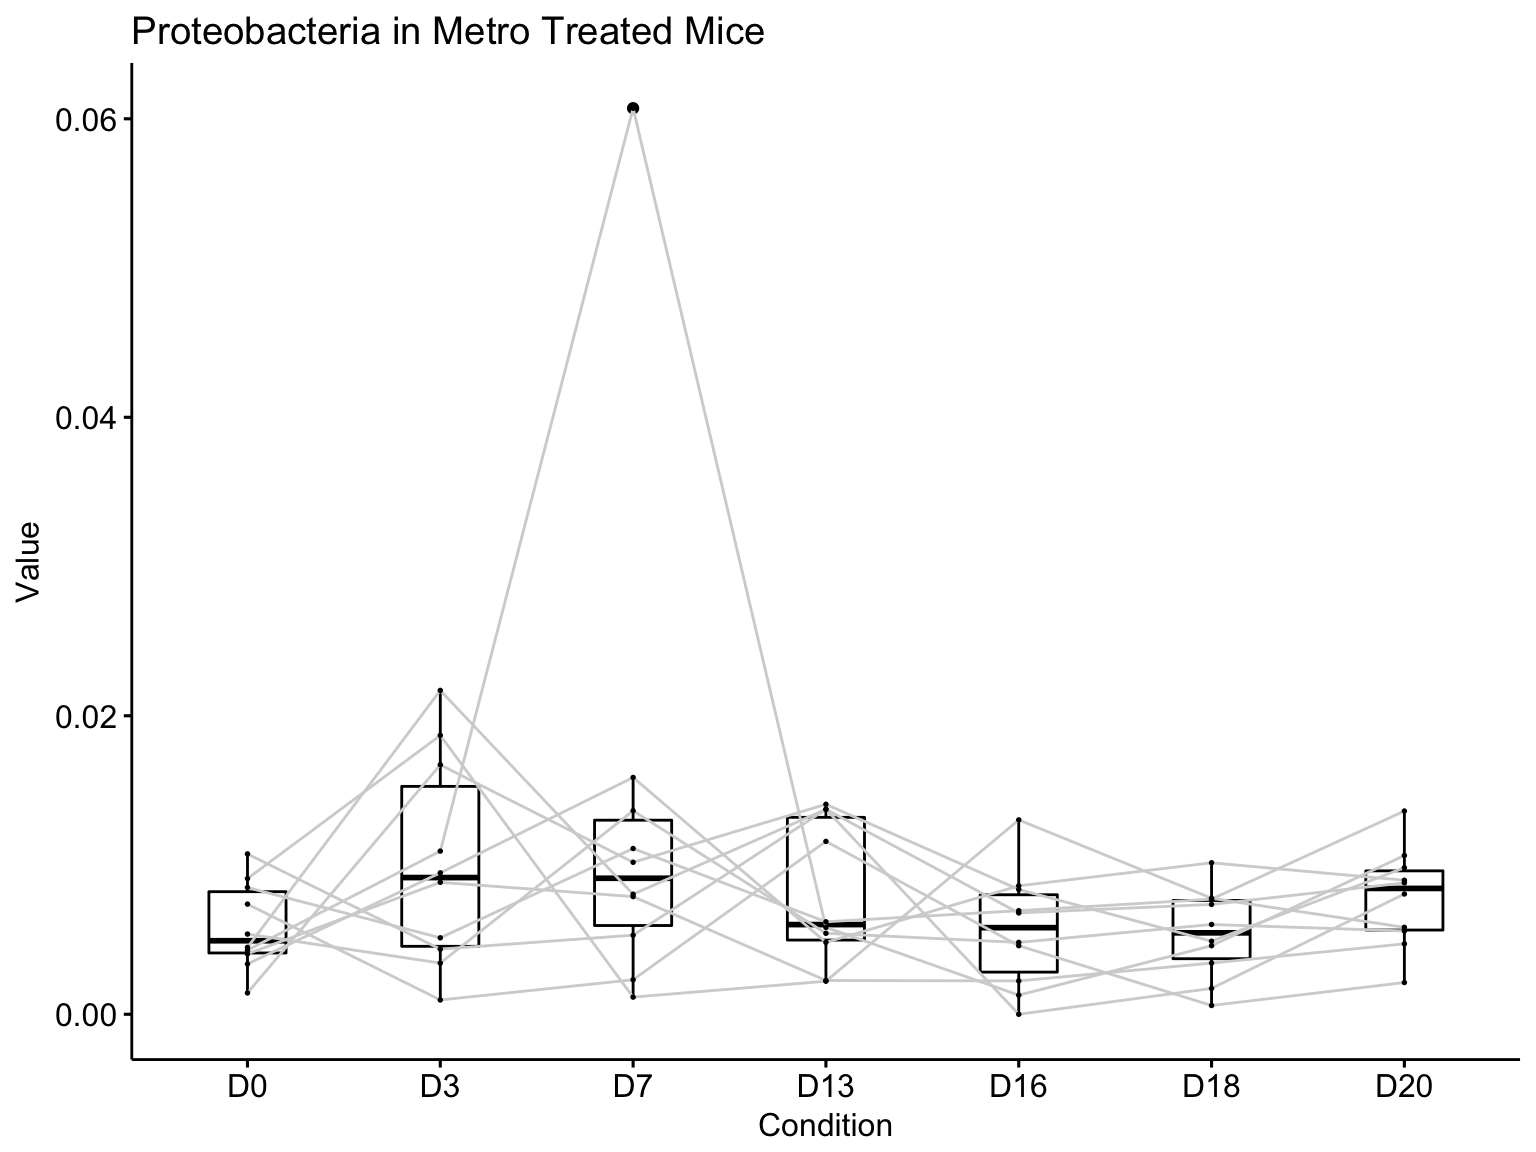 Proteobacteria in Metro Treated Mice
0.06
0.04
0.02
0.00
Value
D0 D3 D7 D13 D16 D18 D20
Condition